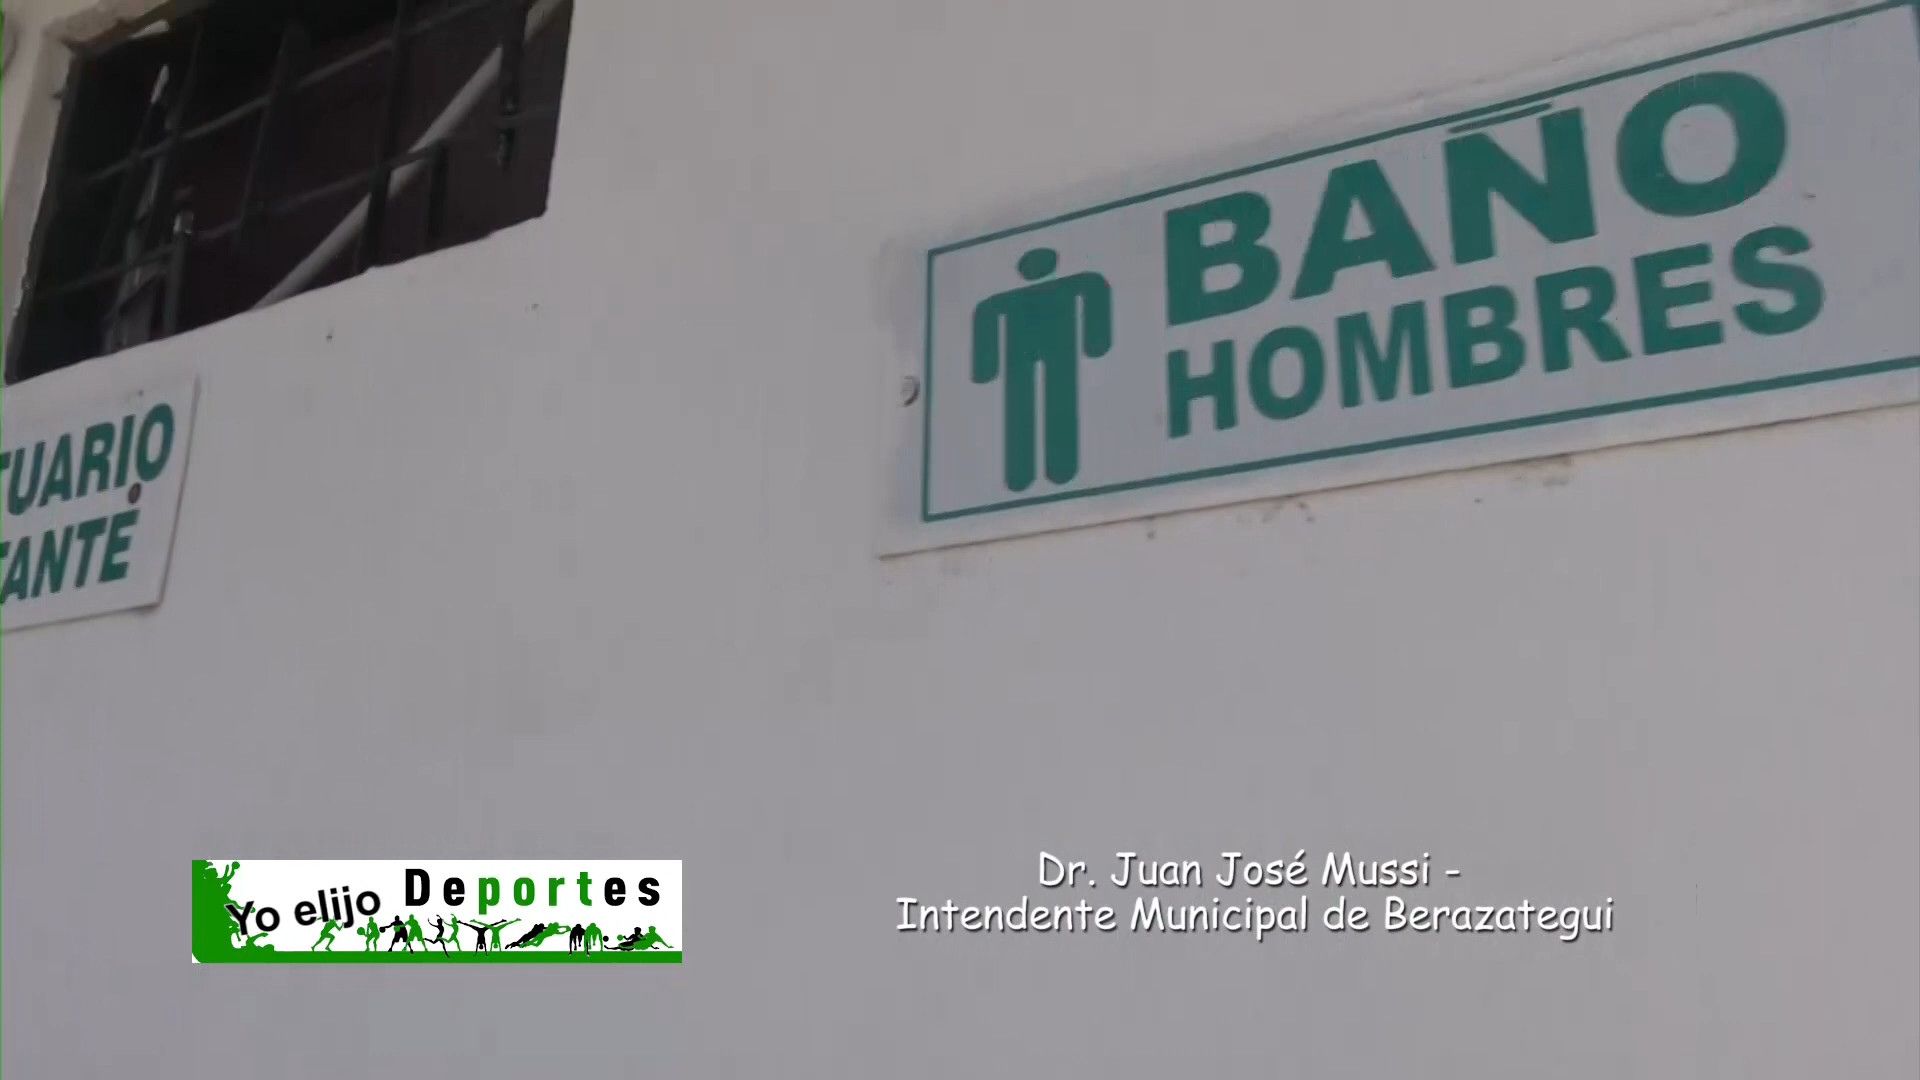 BAÑO
HOMBRES
TUARIO
TANTE
Yo elijo Deportes
Dr. Juan José Mussi -
Intendente Municipal de Berazategui